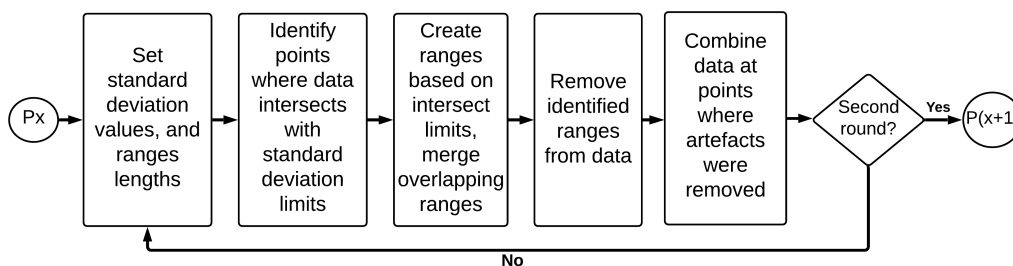 Px
Set
standard
deviation
values, and
ranges
lengths
Identify
points
where data
intersects
with
standard
deviation
limits
Create
ranges
based on
intersect
limits,
merge
overlapping
ranges
Remove
identified
ranges
from data
Combine
data at
points
where
artefacts
were
removed
Second
round?
Yes
P(x+1
No